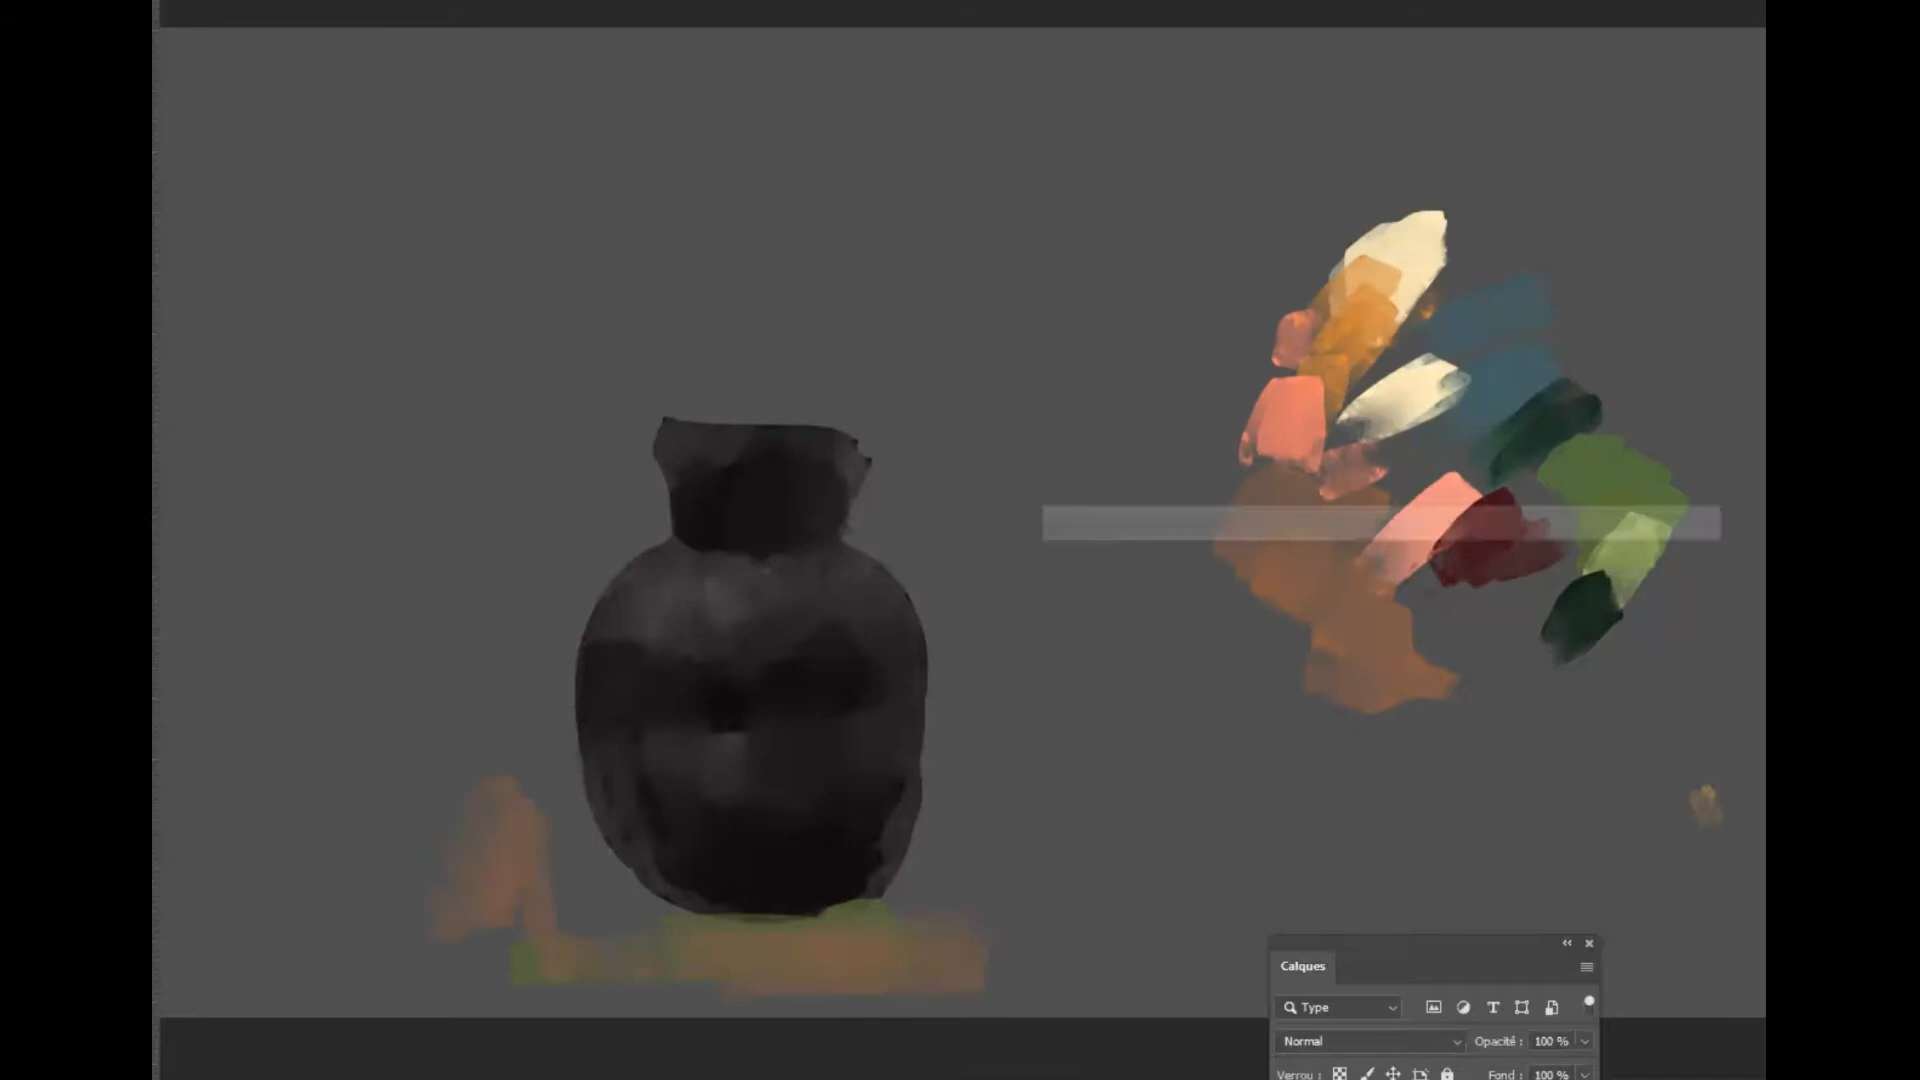 Calques
Type
Normal Opacité : 100 %
Verrou : Fond : 100 %